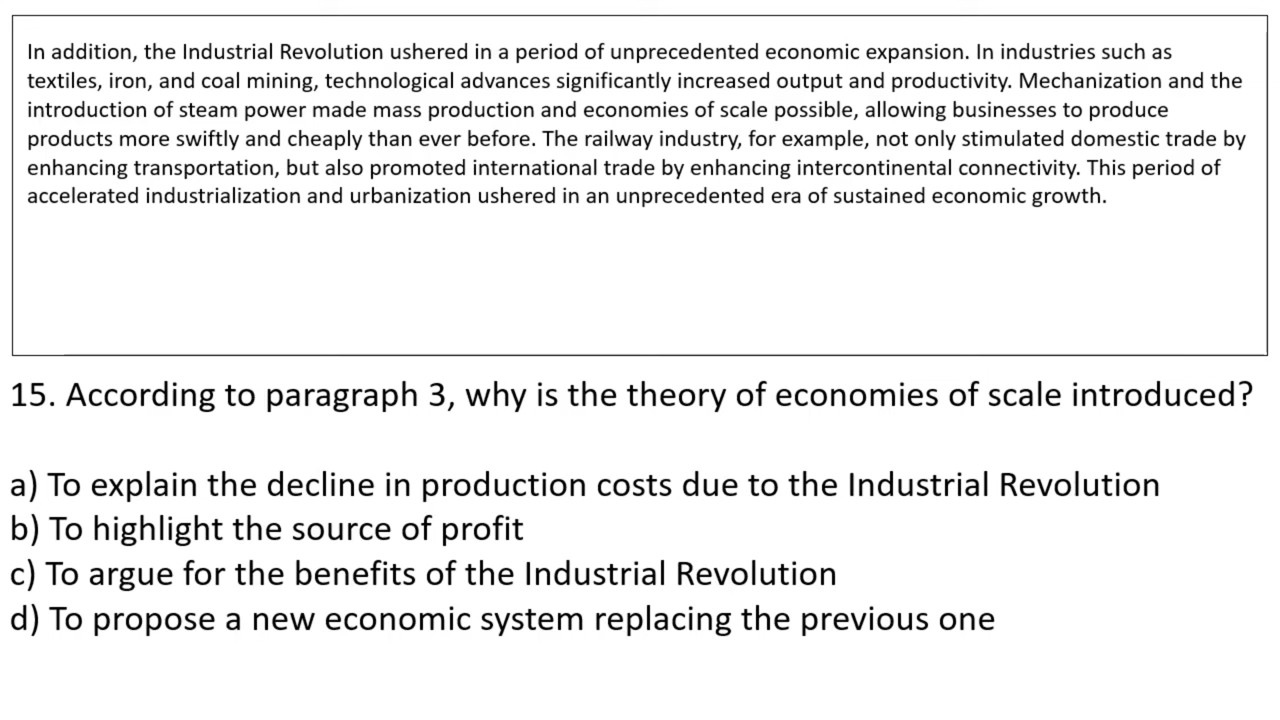 In addition, the Industrial Revolution ushered in a period of unprecedented economic expansion. In industries such as
textiles, iron, and coal mining, technological advances significantly increased output and productivity. Mechanization and the
introduction of steam power made mass production and economies of scale possible, allowing businesses to produce
products more swiftly and cheaply than ever before. The railway industry, for example, not only stimulated domestic trade by
enhancing transportation, but also promoted international trade by enhancing intercontinental connectivity. This period of
accelerated industrialization and urbanization ushered in an unprecedented era of sustained economic growth.
15. According to paragraph 3, why is the theory of economies of scale introduced?
a) To explain the decline in production costs due to the Industrial Revolution
b) To highlight the source of profit
c) To argue for the benefits of the Industrial Revolution
d) To propose a new economic system replacing the previous one